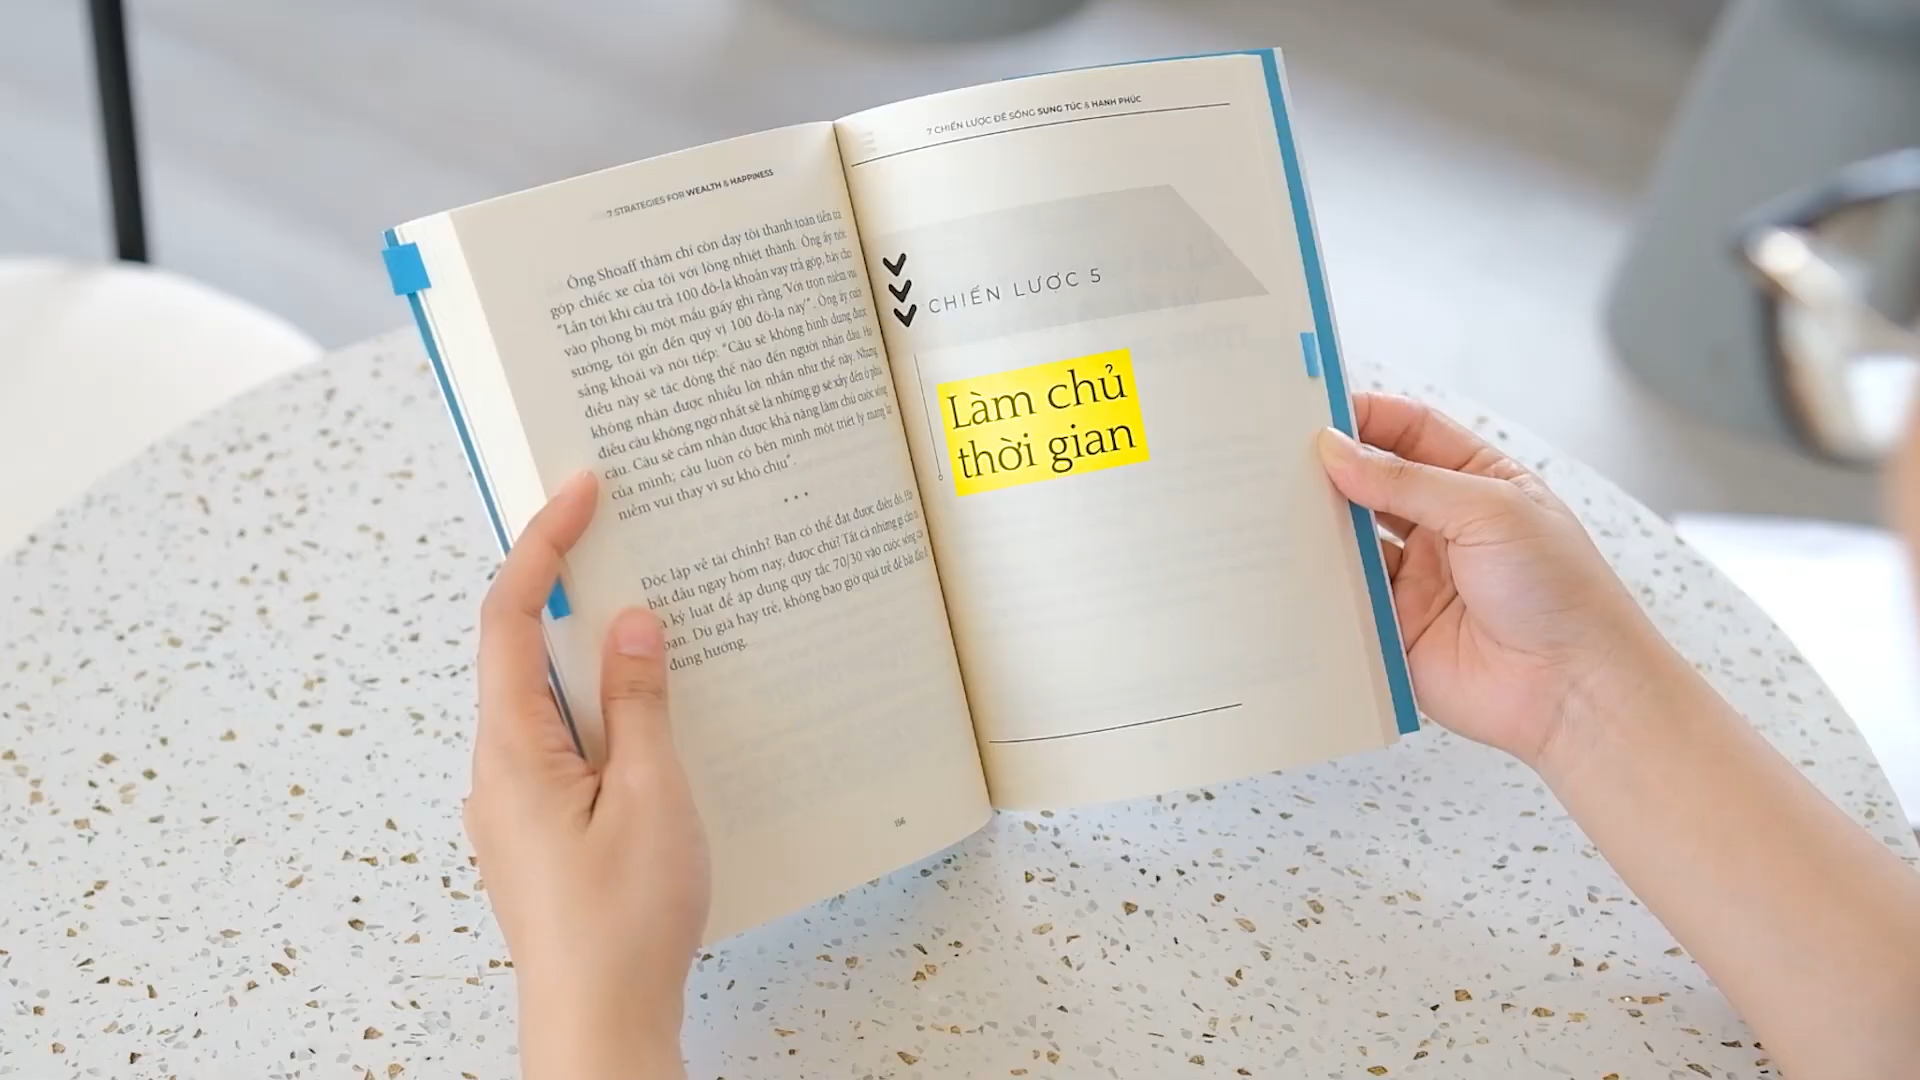 7 STRATEGIES FOR WEALTH & HAPPINESS
Ông Shoaff thậm chí còn dạy tôi thanh toán tiền trả
góp chiếc xe của tôi với lòng nhiệt thành. Ông ấy nói:
"Lần tới khi cậu trả 100 đô-la khoản vay trả góp, hãy cho
vào phong bì một mẩu giấy ghi rằng 'Với trọn niềm vui
sướng, tôi gửi đến quý vị 100 đô-la này'". Ông ấy cười
sảng khoái và nói tiếp: "Cậu sẽ không hình dung được
điều này sẽ tác động thế nào đến người nhận đâu. Họ
không nhận được nhiều lời nhắn như thế này. Nhưng
điều cậu không ngờ nhất sẽ là những gì sẽ xảy đến ở phía
cậu. Cậu sẽ cảm nhận được khả năng làm chủ cuộc sống
của mình; cậu luôn có bên mình một triết lý mang lại
niềm vui thay vì sự khó chịu".
• • •
Độc lập về tài chính? Bạn có thể đạt được điều đó. Hãy
bắt đầu ngay hôm nay, được chứ? Tất cả những gì cần là
kỷ luật để áp dụng quy tắc 70/30 vào cuộc sống của
bạn. Dù già hay trẻ, không bao giờ quá trễ để bắt đầu đi
đúng hướng.
156
7 CHIẾN LƯỢC ĐỂ SỐNG SUNG TÚC & HẠNH PHÚC
CHIẾN LƯỢC 5
Làm chủ
thời gian